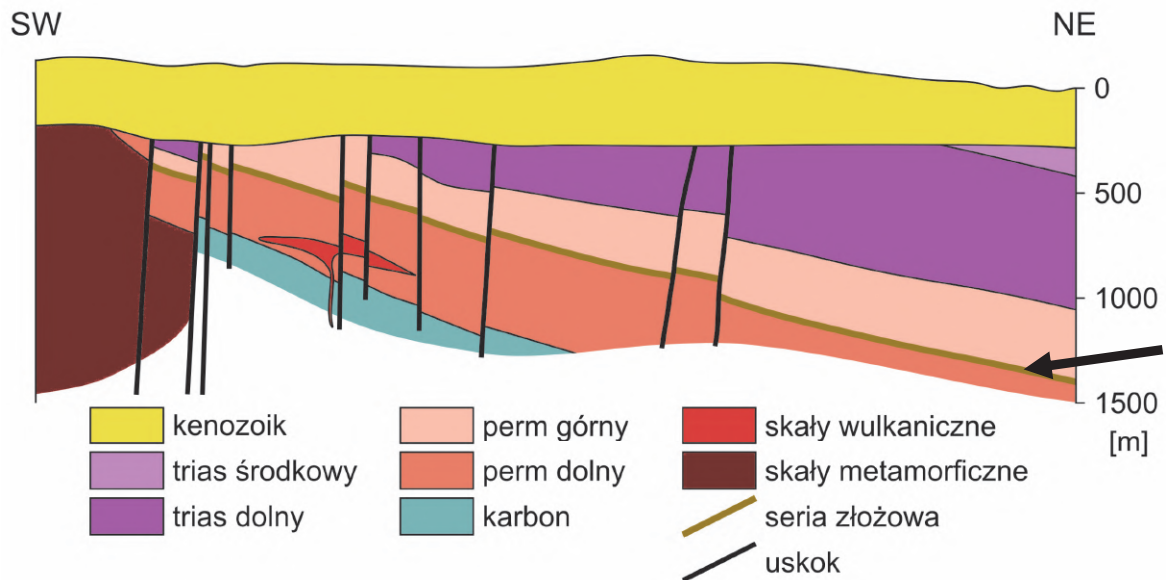 SW
NE
0
500
1000
1500
[m]
kenozoik
trias środkowy
trias dolny
perm górny
perm dolny
karbon
skały wulkaniczne
skały metamorficzne
seria złożowa
uskok